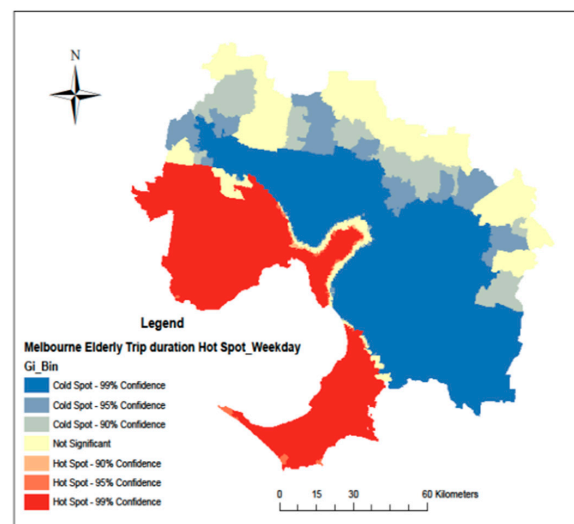 N
Legend
Melbourne Elderly Trip duration Hot Spot_Weekday
Gi_Bin
Cold Spot - 99% Confidence
Cold Spot - 95% Confidence
Cold Spot - 90% Confidence
Not Significant
Hot Spot - 90% Confidence
Hot Spot - 95% Confidence
Hot Spot - 99% Confidence
0 15 30 60 Kilometers